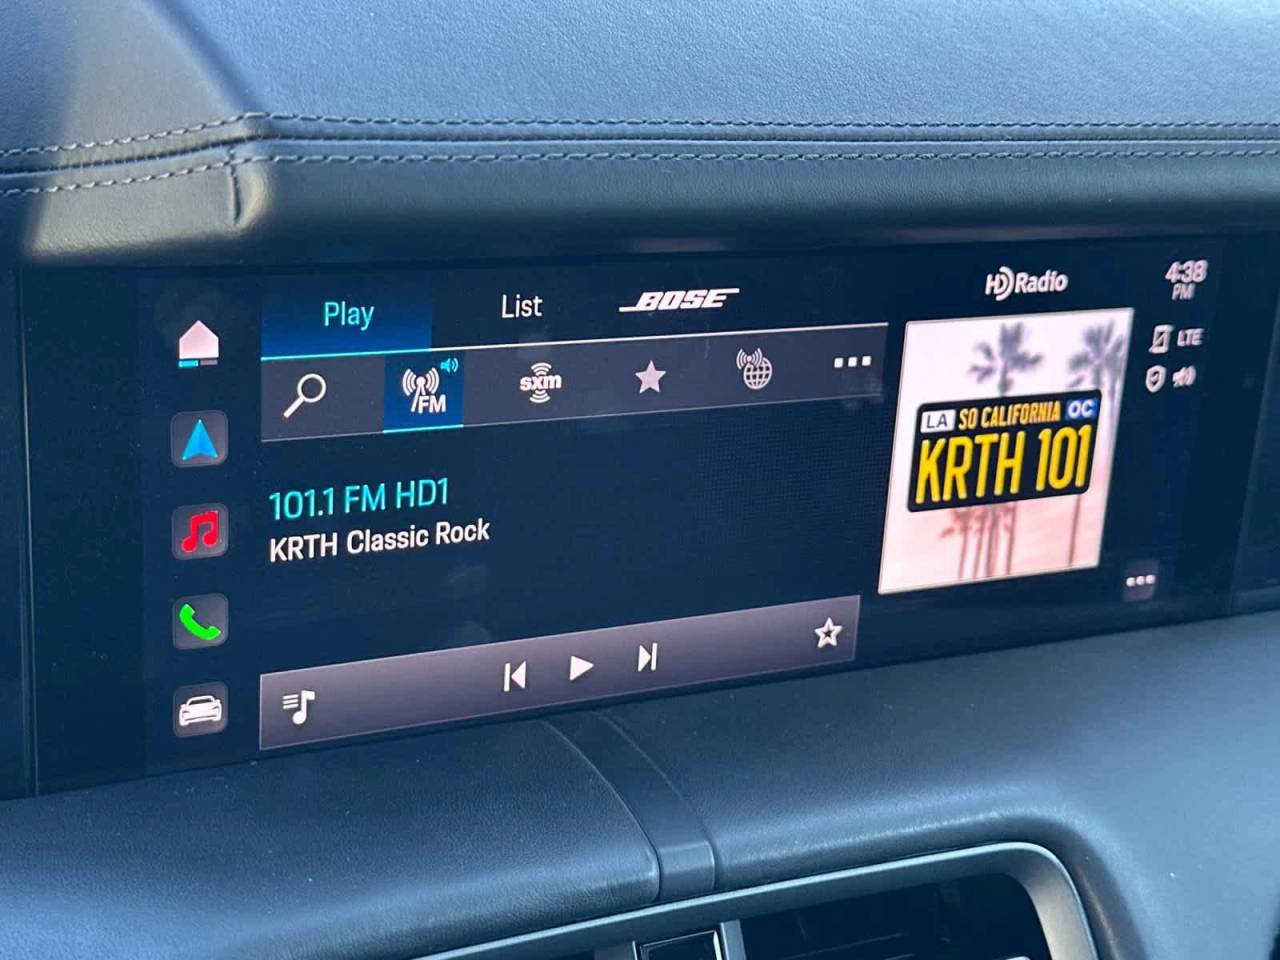 Play
List
BOSE
HD Radio
4:38
PM
LTE
FM
sxm
LA SO CALIFORNIA OC
KRTH 101
101.1 FM HD1
KRTH Classic Rock